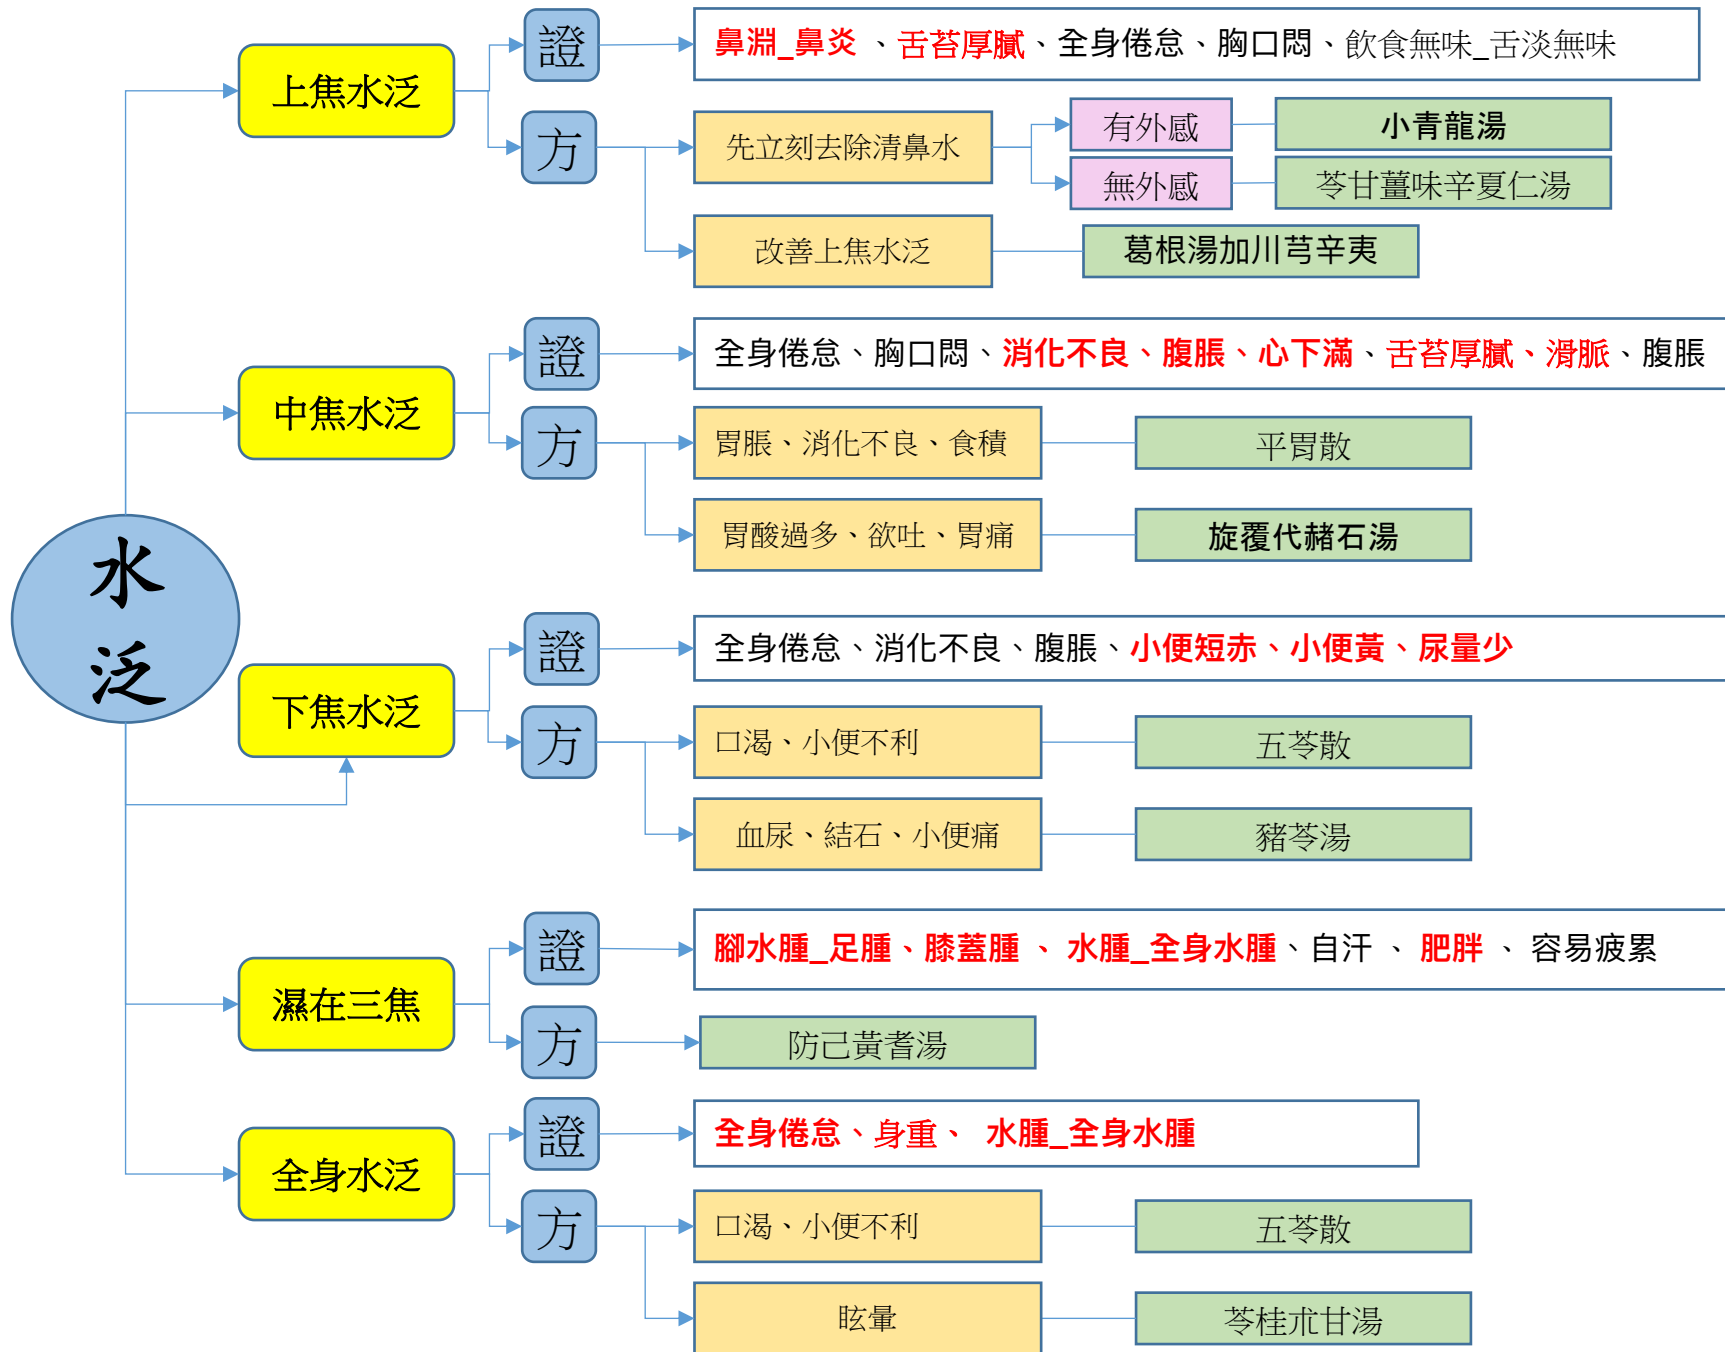 水
泛
上焦水泛
證
鼻淵_鼻炎 、舌苔厚膩、全身倦怠、胸口悶、飲食無味_舌淡無味
方
先立刻去除清鼻水
有外感
小青龍湯
無外感
苓甘薑味辛夏仁湯
改善上焦水泛
葛根湯加川芎辛夷
中焦水泛
證
全身倦怠、胸口悶、消化不良、腹脹、心下滿、舌苔厚膩、滑脈、腹脹
方
胃脹、消化不良、食積
平胃散
胃酸過多、欲吐、胃痛
旋覆代赭石湯
下焦水泛
證
全身倦怠、消化不良、腹脹、小便短赤、小便黃、尿量少
方
口渴、小便不利
五苓散
血尿、結石、小便痛
豬苓湯
濕在三焦
證
腳水腫_足腫、膝蓋腫 、 水腫_全身水腫、自汗 、 肥胖 、 容易疲累
方
防己黃耆湯
全身水泛
證
全身倦怠、身重、 水腫_全身水腫
方
口渴、小便不利
五苓散
眩暈
苓桂朮甘湯